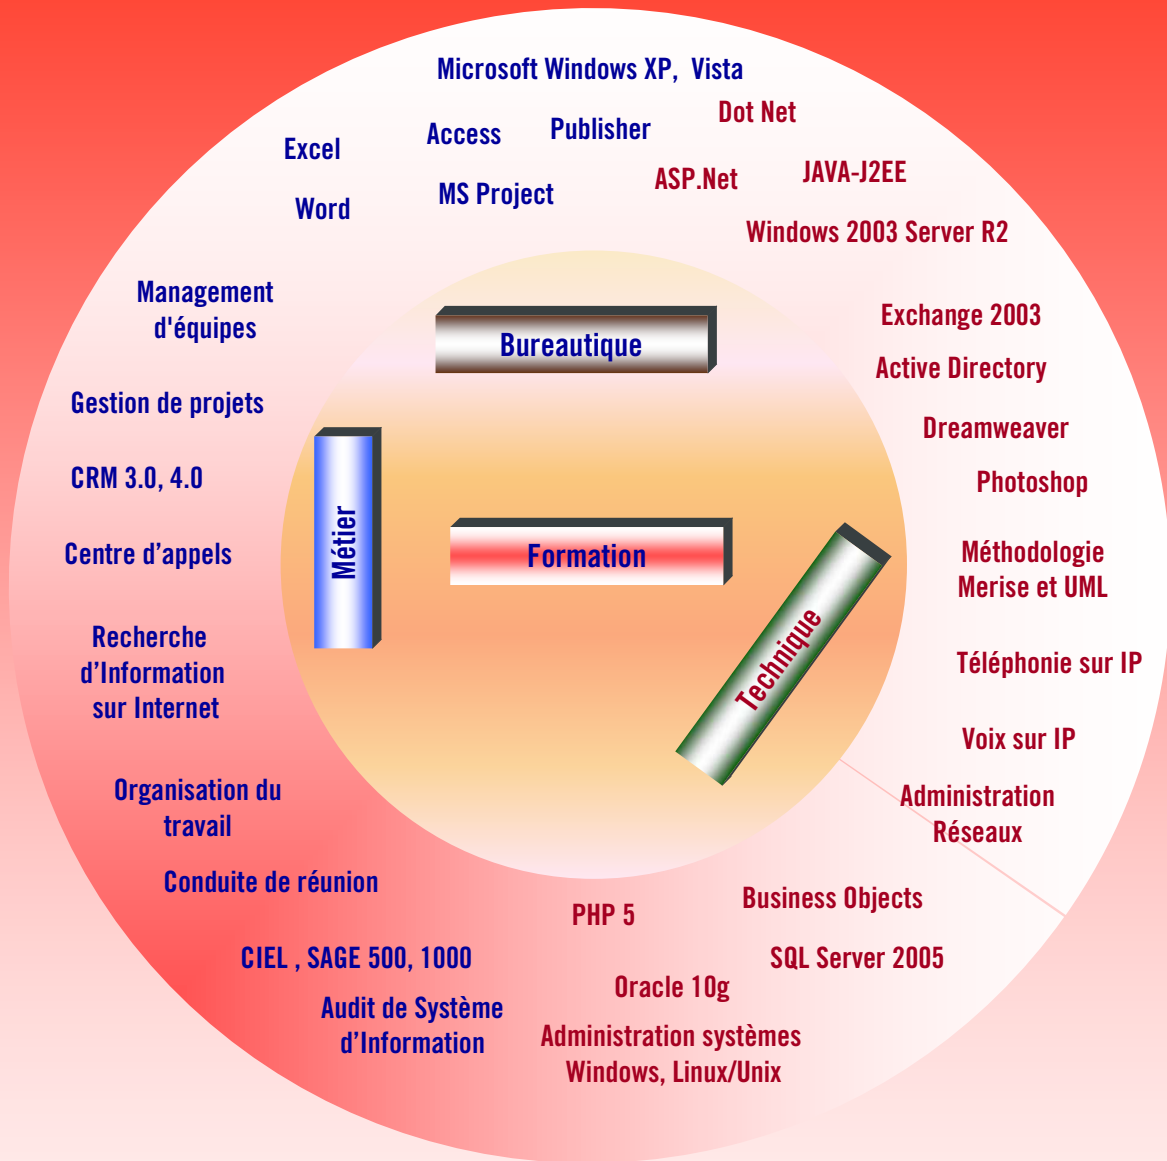 Microsoft Windows XP,  Vista
Dot Net
Access
Publisher
Excel
ASP.Net
JAVA-J2EE
MS Project
Word
Windows 2003 Server R2
Management
d'équipes
Exchange 2003
Bureautique
Active Directory
Gestion de projets
Dreamweaver
CRM 3.0, 4.0
Photoshop
Métier
Centre d’appels
Formation
Méthodologie
Merise et UML
Recherche
d’Information
sur Internet
Technique
Téléphonie sur IP
Voix sur IP
Organisation du
travail
Administration
Réseaux
Conduite de réunion
Business Objects
PHP 5
CIEL , SAGE 500, 1000
SQL Server 2005
Oracle 10g
Audit de Système
d’Information
Administration systèmes
Windows, Linux/Unix